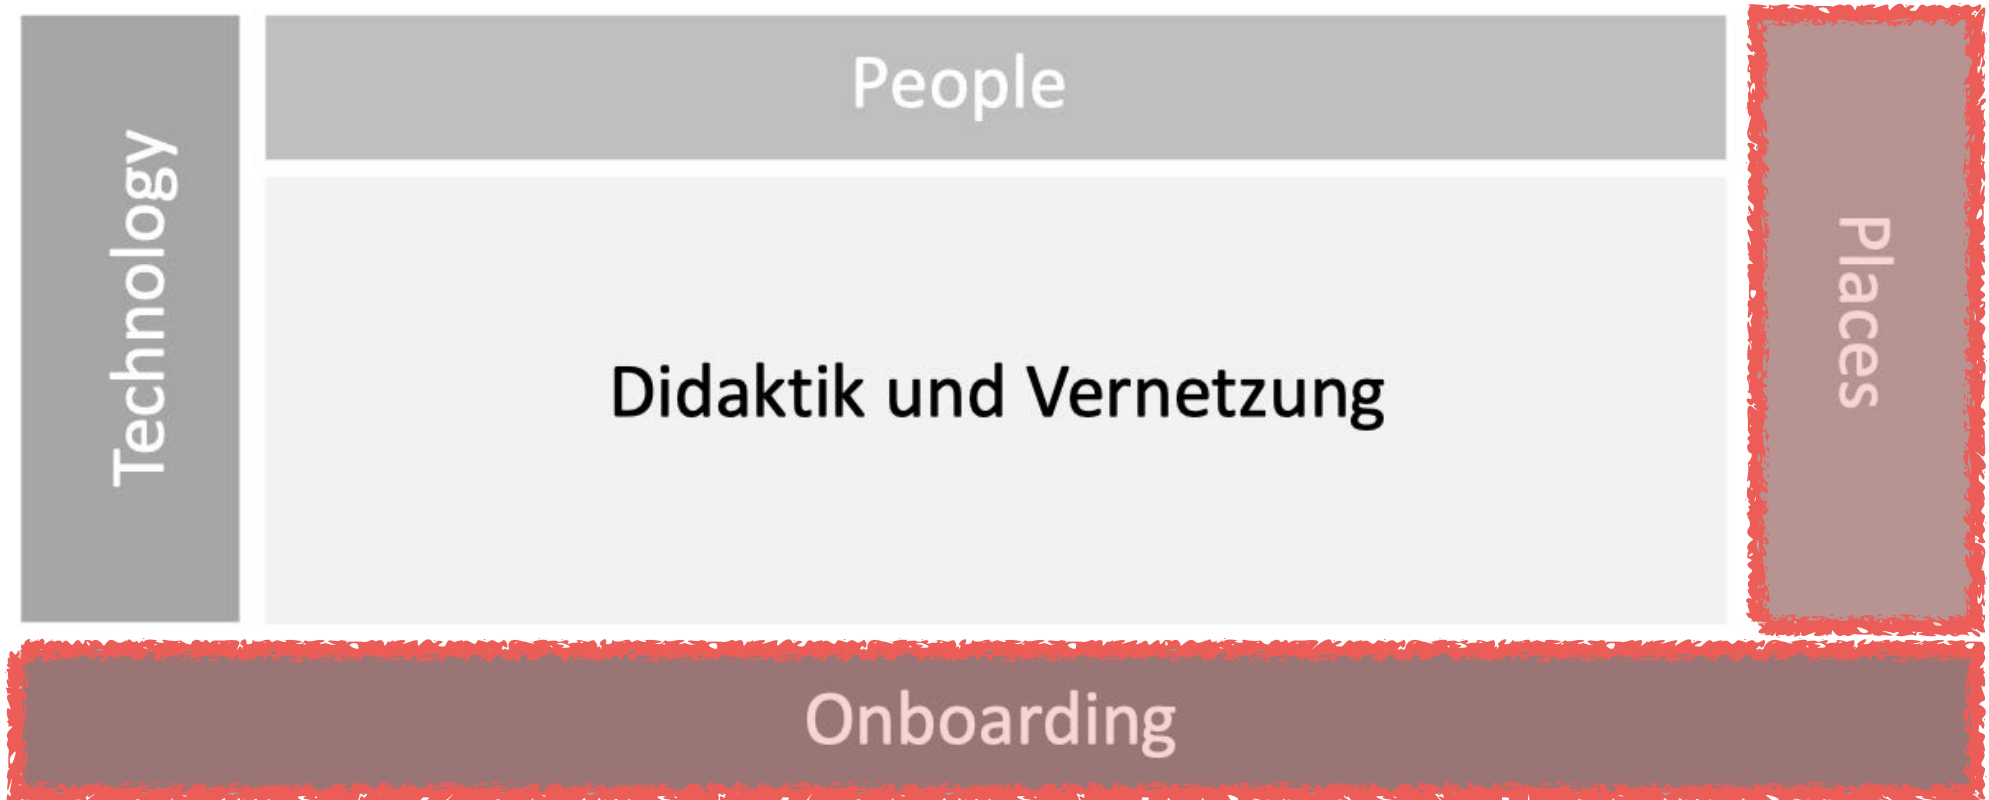 People
Technology
Places
Didaktik und Vernetzung
Onboarding